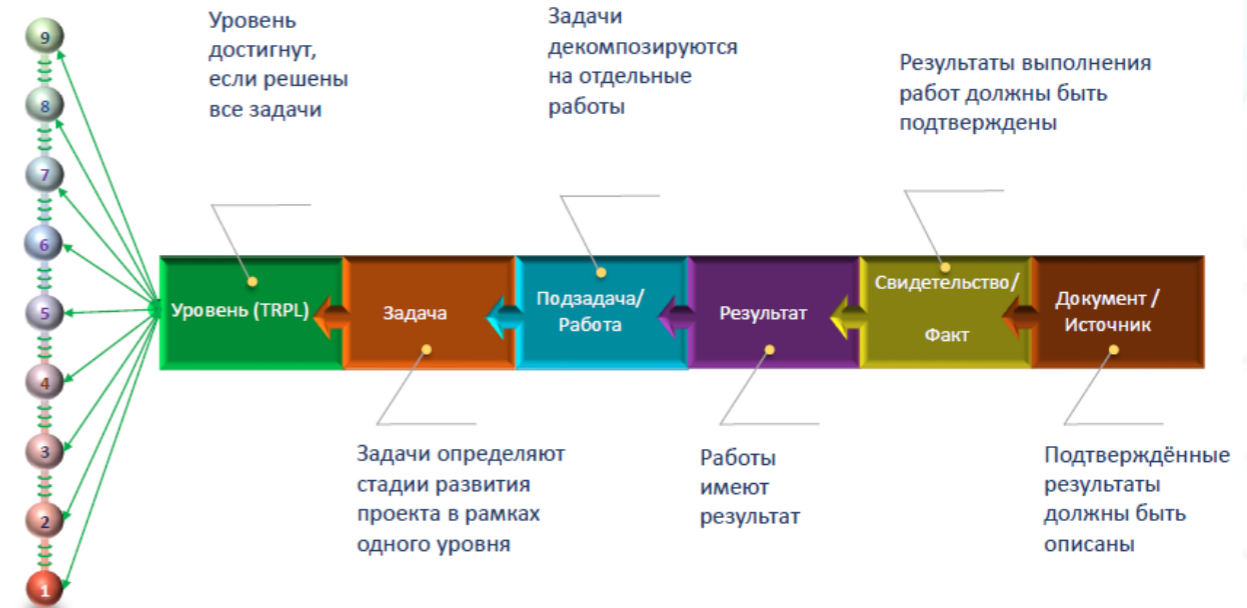 Уровень
достигнут,
если решены
все задачи
Задачи
декомпозируются
на отдельные
работы
Результаты выполнения
работ должны быть
подтверждены
9
8
7
6
5
4
3
2
1
Уровень (TRPL)
Задача
Подзадача/
Работа
Результат
Свидетельство/
Факт
Документ /
Источник
Задачи определяют
стадии развития
проекта в рамках
одного уровня
Работы
имеют
результат
Подтверждённые
результаты
должны быть
описаны